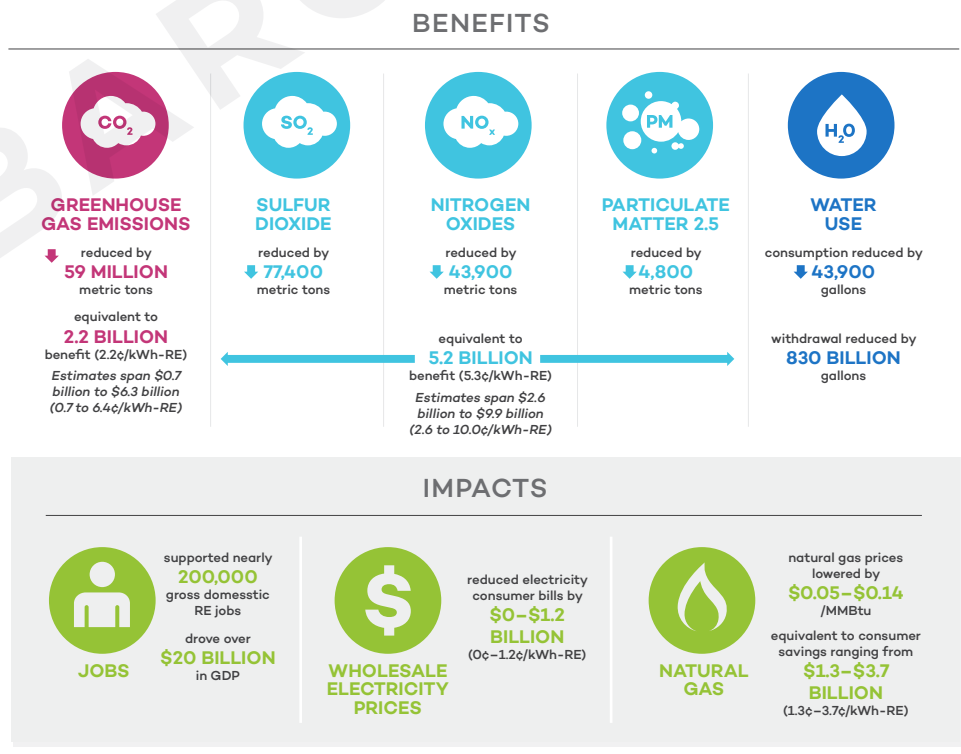 BENEFITS
CO2
GREENHOUSE
GAS EMISSIONS
reduced by
59 MILLION
metric tons
equivalent to
2.2 BILLION
benefit (2.2¢/kWh-RE)
Estimates span $0.7
billion to $6.3 billion
(0.7 to 6.4¢/kWh-RE)
SO2
SULFUR
DIOXIDE
reduced by
77,400
metric tons
NOx
NITROGEN
OXIDES
reduced by
43,900
metric tons
equivalent to
5.2 BILLION
benefit (5.3¢/kWh-RE)
Estimates span $2.6
billion to $9.9 billion
(2.6 to 10.0¢/kWh-RE)
PM
PARTICULATE
MATTER 2.5
reduced by
4,800
metric tons
H2O
WATER
USE
consumption reduced by
43,900
gallons
withdrawal reduced by
830 BILLION
gallons
IMPACTS
JOBS
supported nearly
200,000
gross domesstic
RE jobs
drove over
$20 BILLION
in GDP
$
WHOLESALE
ELECTRICITY
PRICES
reduced electricity
consumer bills by
$0–$1.2
BILLION
(0¢–1.2¢/kWh-RE)
NATURAL
GAS
natural gas prices
lowered by
$0.05–$0.14
/MMBtu
equivalent to consumer
savings ranging from
$1.3–$3.7
BILLION
(1.3¢–3.7¢/kWh-RE)